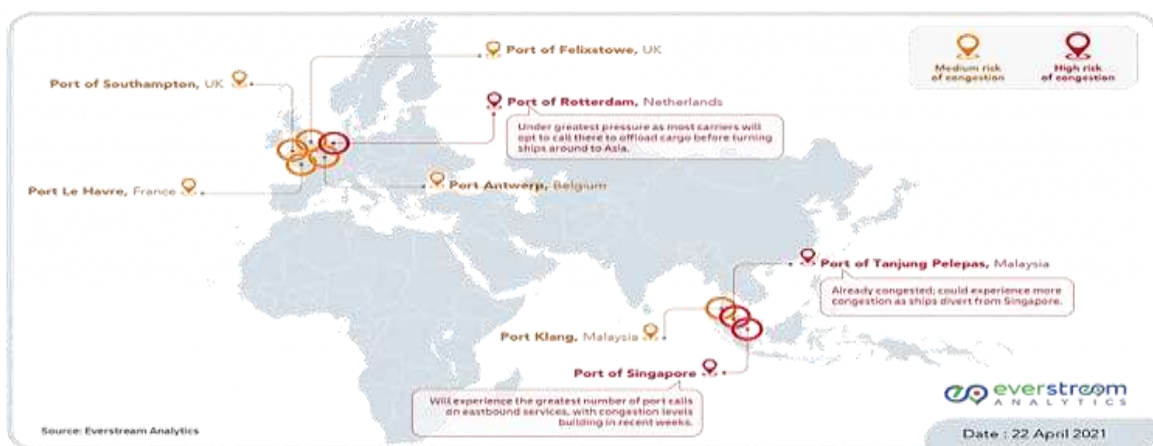 Port of Felixstowe, UK
Port of Southampton, UK
Medium risk
of congestion
High risk
of congestion
Port of Rotterdam, Netherlands
Under greatest pressure as most carriers will
opt to call there to offload cargo before turning
ships around to Asia.
Port Le Havre, France
Port Antwerp, Belgium
Port of Tanjung Pelepas, Malaysia
Already congested; could experience more
congestion as ships divert from Singapore.
Port Klang, Malaysia
Port of Singapore
Will experience the greatest number of port calls
on eastbound services, with congestion levels
building in recent weeks.
everstream
ANALYTICS
Source: Everstream Analytics
Date : 22 April 2021